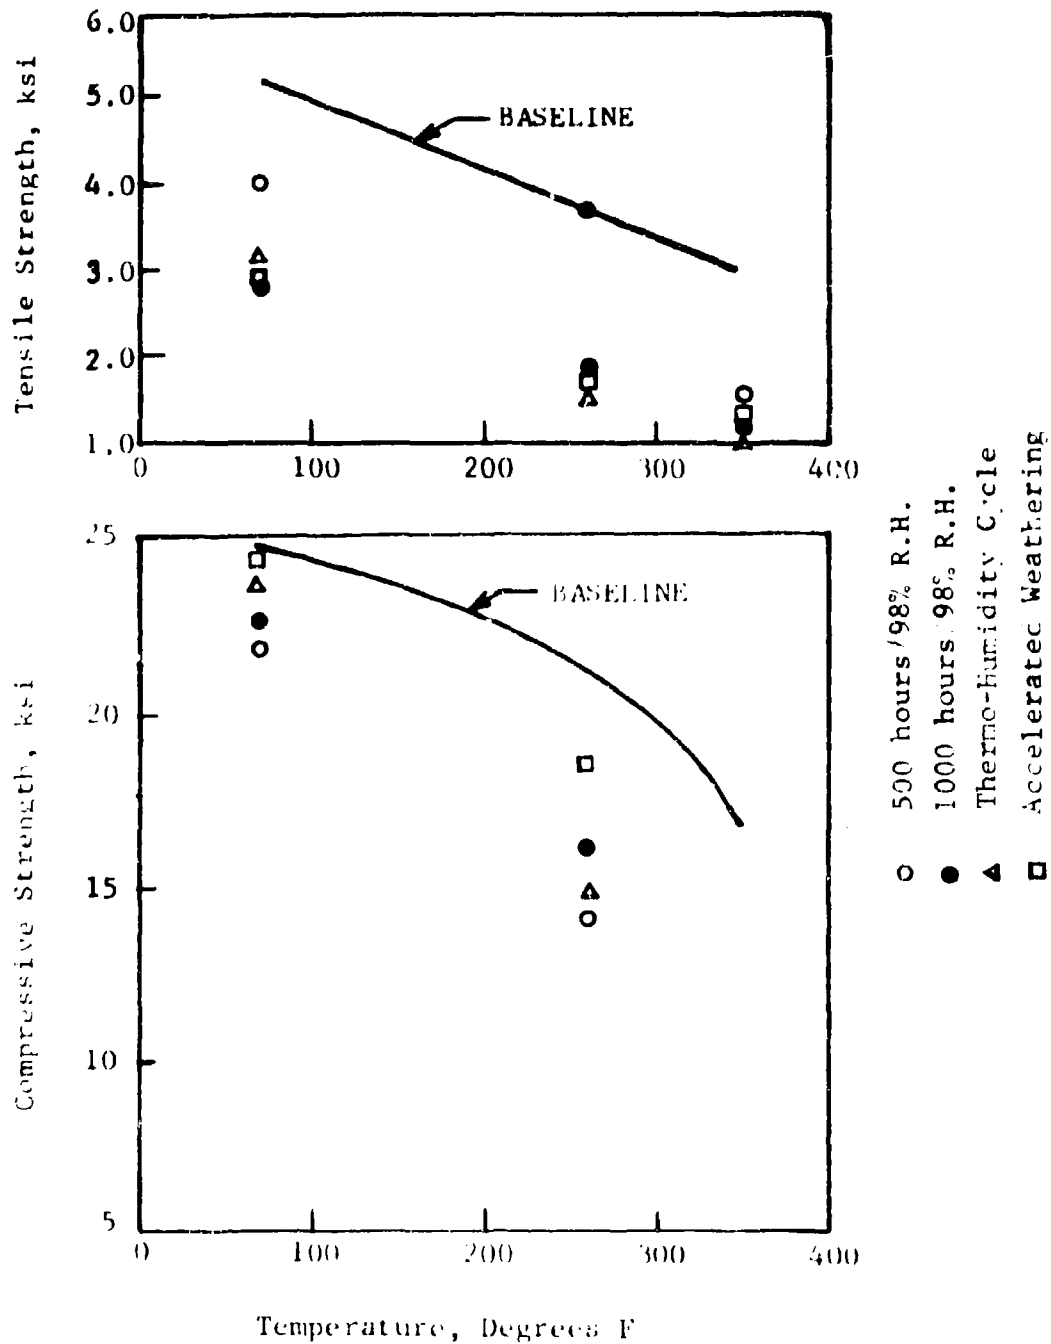 Tensile Strength, ksi
6.0
5.0
4.0
3.0
2.0
1.0
BASELINE
0 100 200 300 400
Compressive Strength, ksi
25
20
15
10
5
BASELINE
0 100 200 300 400
Temperature, Degrees F
500 hours/98% R.H.
1000 hours 98% R.H.
Thermo-Humidity Cycle
Accelerated Weathering